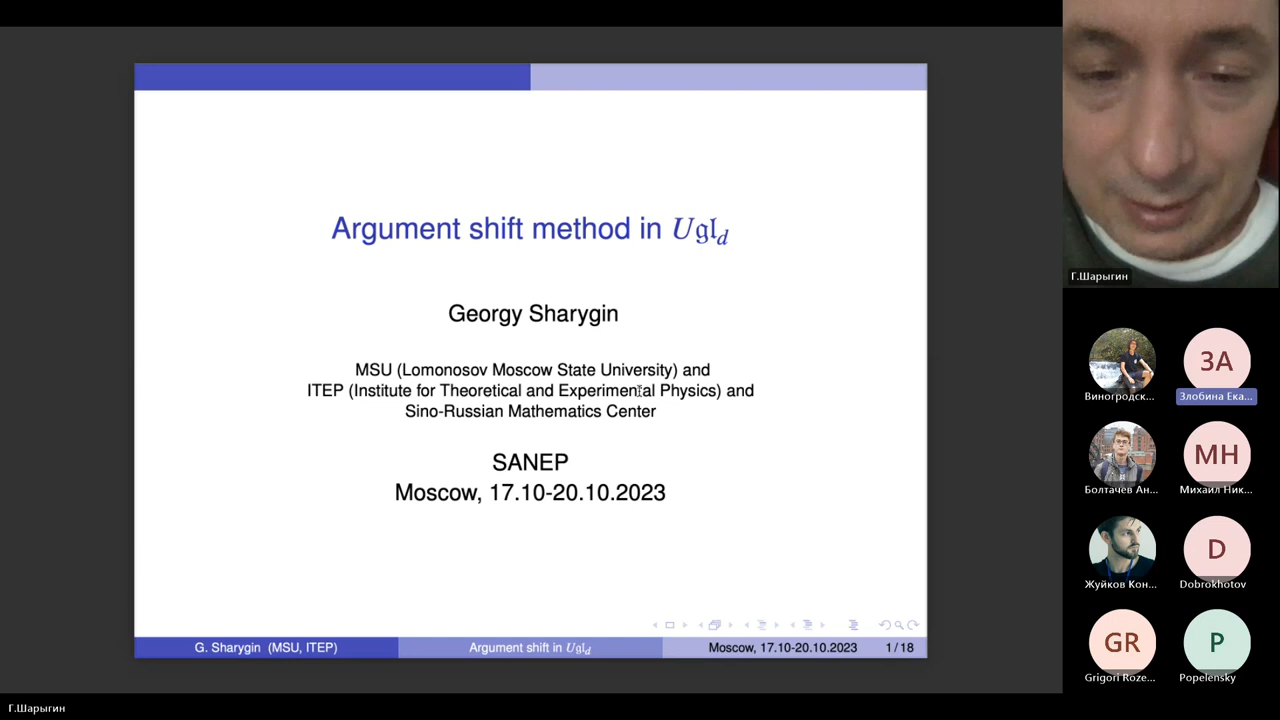 Argument shift method in U𝔤𝔩_d
Georgy Sharygin
MSU (Lomonosov Moscow State University) and
ITEP (Institute for Theoretical and Experimental Physics) and
Sino-Russian Mathematics Center
SANEP
Moscow, 17.10-20.10.2023
G. Sharygin (MSU, ITEP)
Argument shift in U𝔤𝔩_d
Moscow, 17.10-20.10.2023
1 / 18
Г.Шарыгин
Виногродск...
ЗА
Злобина Ека...
Болтачев Ан...
МН
Михаил Ник...
Жуйков Кон...
D
Dobrokhotov
GR
Grigori Roze...
P
Popelensky
Г.Шарыгин